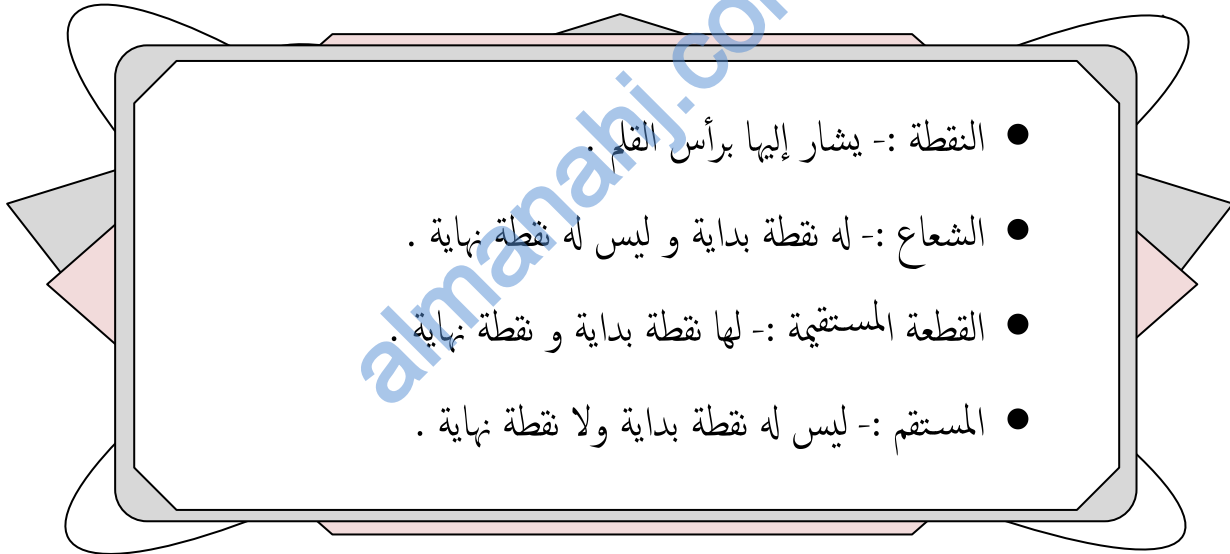 ● النقطة :- يشار إليها برأس القلم .
● الشعاع :- له نقطة بداية و ليس له نقطة نهاية .
● القطعة المستقيمة :- لها نقطة بداية و نقطة نهاية .
● المستقم :- ليس له نقطة بداية ولا نقطة نهاية .
almanahj.com